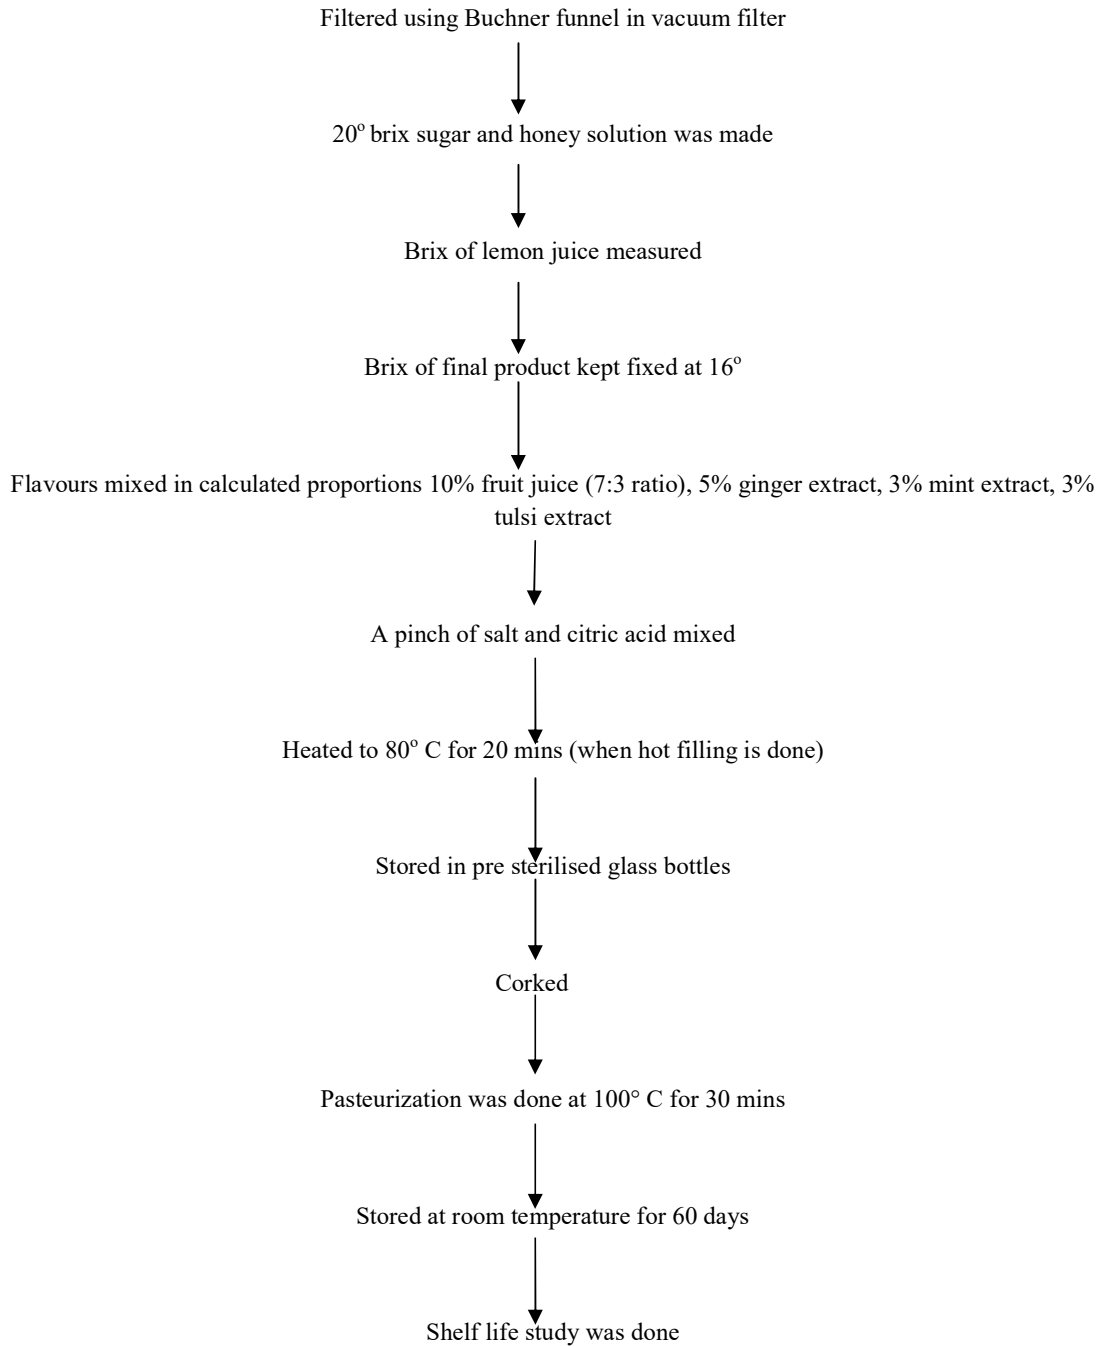 Filtered using Buchner funnel in vacuum filter
20º brix sugar and honey solution was made
Brix of lemon juice measured
Brix of final product kept fixed at 16º
Flavours mixed in calculated proportions 10% fruit juice (7:3 ratio), 5% ginger extract, 3% mint extract, 3%
tulsi extract
A pinch of salt and citric acid mixed
Heated to 80º C for 20 mins (when hot filling is done)
Stored in pre sterilised glass bottles
Corked
Pasteurization was done at 100° C for 30 mins
Stored at room temperature for 60 days
Shelf life study was done